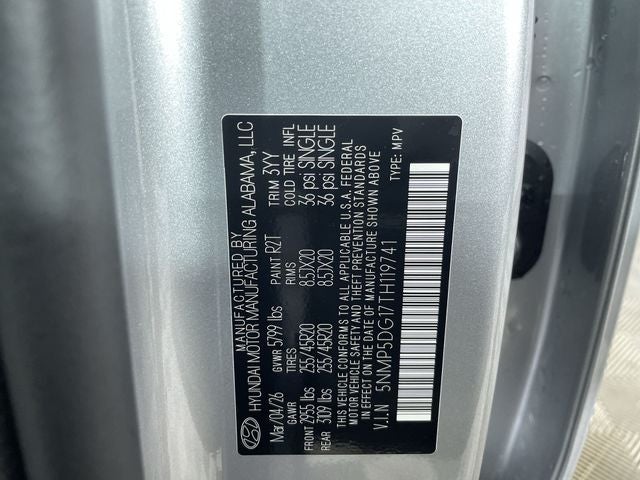 MANUFACTURED BY
HYUNDAI MOTOR MANUFACTURING ALABAMA, LLC
Mar/04/26 GVWR 5799 lbs PAINT R2T TRIM 3YY
GAWR TIRES RIMS COLD TIRE INFL
FRONT 2955 lbs 255/45R20 8.5JX20 36 psi SINGLE
REAR 3109 lbs 255/45R20 8.5JX20 36 psi SINGLE
THIS VEHICLE CONFORMS TO ALL APPLICABLE U.S.A. FEDERAL
MOTOR VEHICLE SAFETY AND THEFT PREVENTION STANDARDS
IN EFFECT ON THE DATE OF MANUFACTURE SHOWN ABOVE
V.I.N 5NMP5DG17TH119741 TYPE: MPV